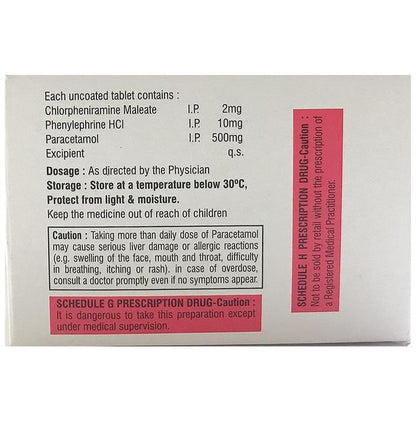 Each uncoated tablet contains :
Chlorpheniramine Maleate I.P. 2mg
Phenylephrine HCl I.P. 10mg
Paracetamol I.P. 500mg
Excipient q.s.
Dosage : As directed by the Physician
Storage : Store at a temperature below 30ºC,
Protect from light & moisture.
Keep the medicine out of reach of children
Caution : Taking more than daily dose of Paracetamol
may cause serious liver damage or allergic reactions
(e.g. swelling of the face, mouth and throat, difficulty
in breathing, itching or rash). in case of overdose,
consult a doctor promptly even if no symptoms appear.
SCHEDULE G PRESCRIPTION DRUG-Caution :
It is dangerous to take this preparation except
under medical supervision.
SCHEDULE H PRESCRIPTION DRUG-Caution :
Not to be sold by retail without the prescription of
a Registered Medical Practitioner.